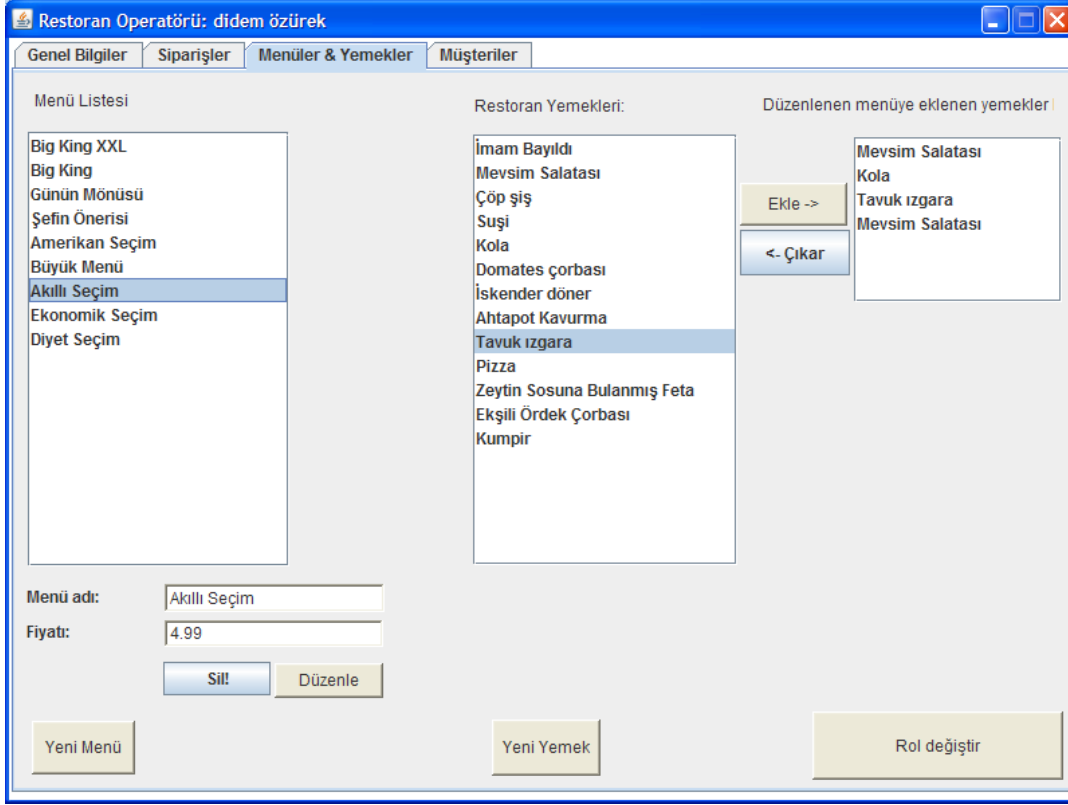 Restoran Operatörü: didem özürek
Genel Bilgiler
Siparişler
Menüler & Yemekler
Müşteriler
Menü Listesi
Big King XXL
Big King
Günün Mönüsü
Şefin Önerisi
Amerikan Seçim
Büyük Menü
Akıllı Seçim
Ekonomik Seçim
Diyet Seçim
Restoran Yemekleri:
İmam Bayıldı
Mevsim Salatası
Çöp şiş
Suşi
Kola
Domates çorbası
İskender döner
Ahtapot Kavurma
Tavuk ızgara
Pizza
Zeytin Sosuna Bulanmış Feta
Ekşili Ördek Çorbası
Kumpir
Ekle ->
<- Çıkar
Düzenlenen menüye eklenen yemekler
Mevsim Salatası
Kola
Tavuk ızgara
Mevsim Salatası
Menü adı:
Akıllı Seçim
Fiyatı:
4.99
Sil!
Düzenle
Yeni Menü
Yeni Yemek
Rol değiştir